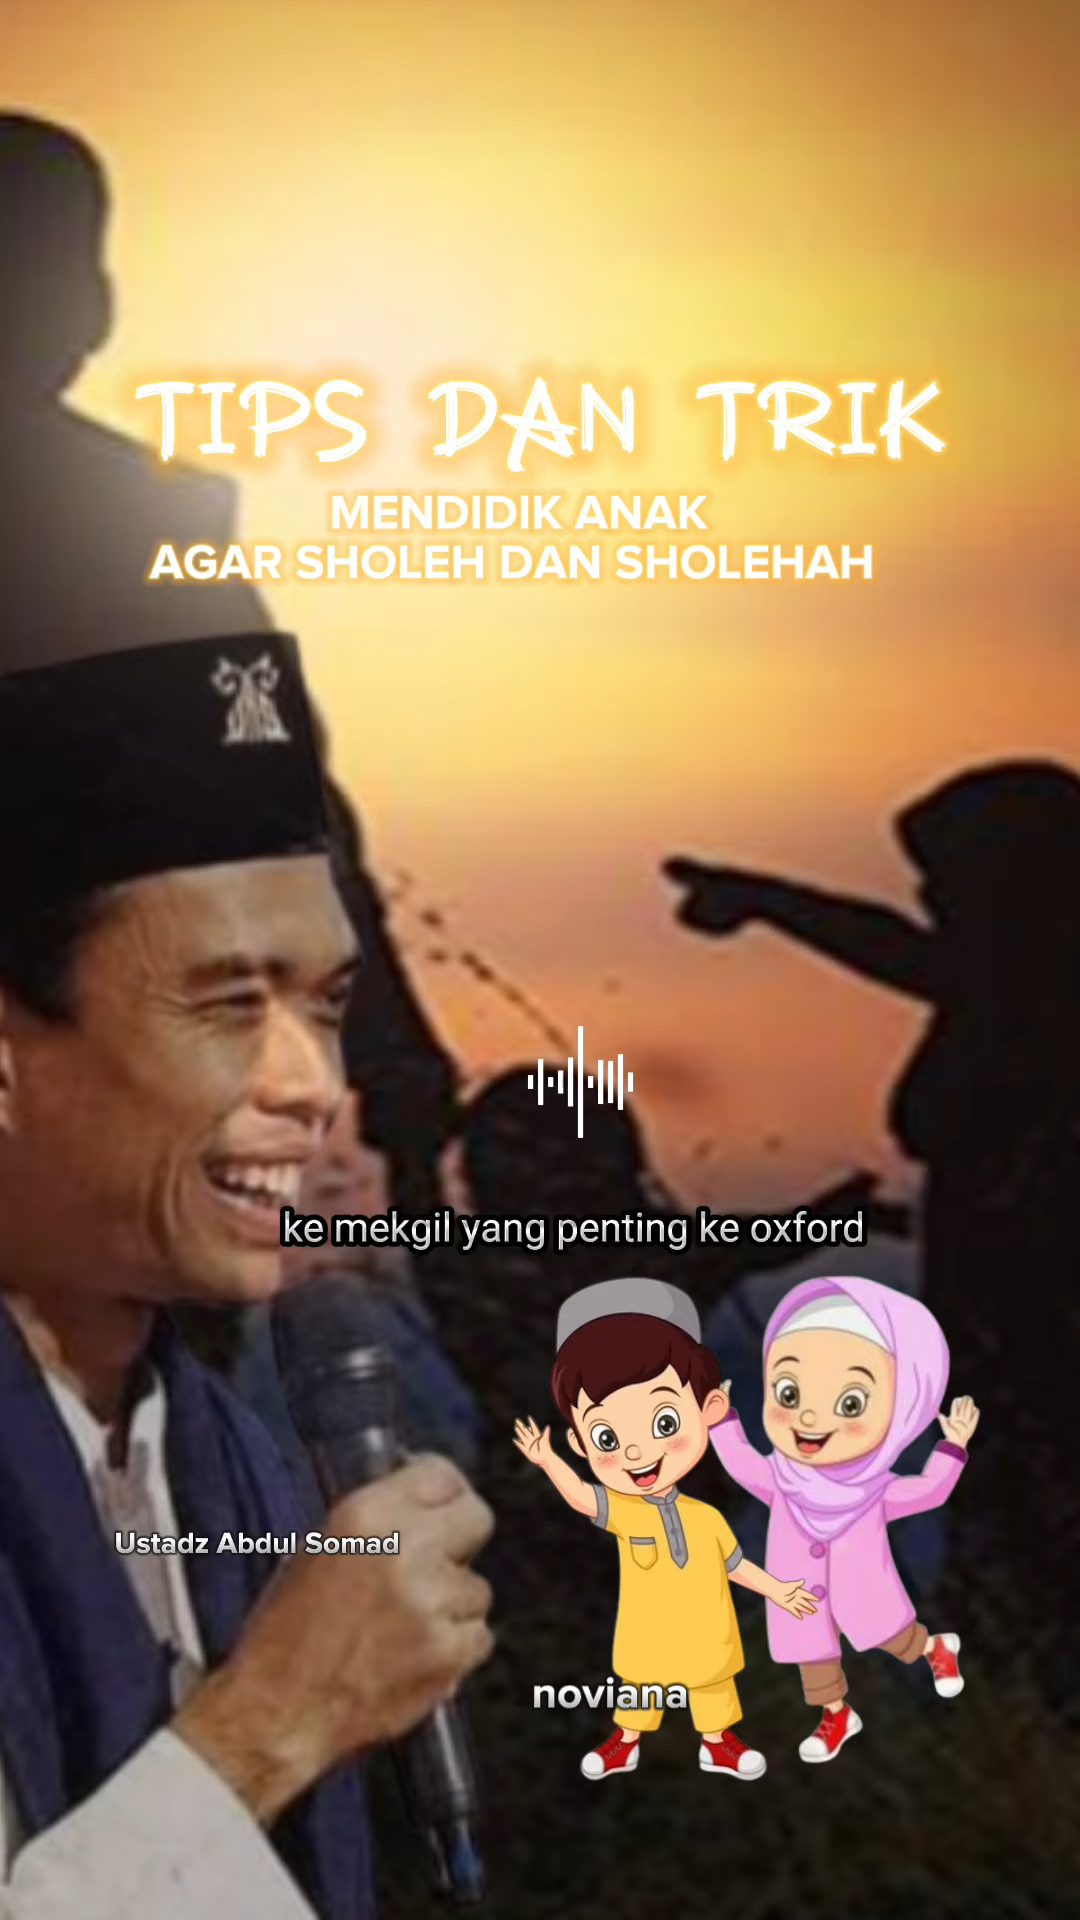 TIPS DAN TRIK
MENDIDIK ANAK
AGAR SHOLEH DAN SHOLEHAH
ke mekgil yang penting ke oxford
Ustadz Abdul Somad
noviana